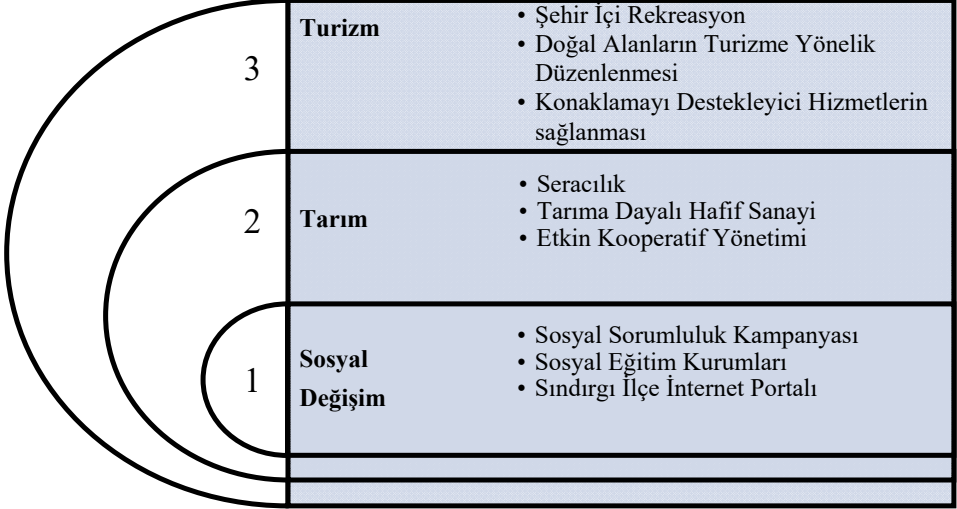 3
Turizm
• Şehir İçi Rekreasyon
• Doğal Alanların Turizme Yönelik
Düzenlenmesi
• Konaklamayı Destekleyici Hizmetlerin
sağlanması
2
Tarım
• Seracılık
• Tarıma Dayalı Hafif Sanayi
• Etkin Kooperatif Yönetimi
1
Sosyal
Değişim
• Sosyal Sorumluluk Kampanyası
• Sosyal Eğitim Kurumları
• Sındırgı İlçe İnternet Portalı